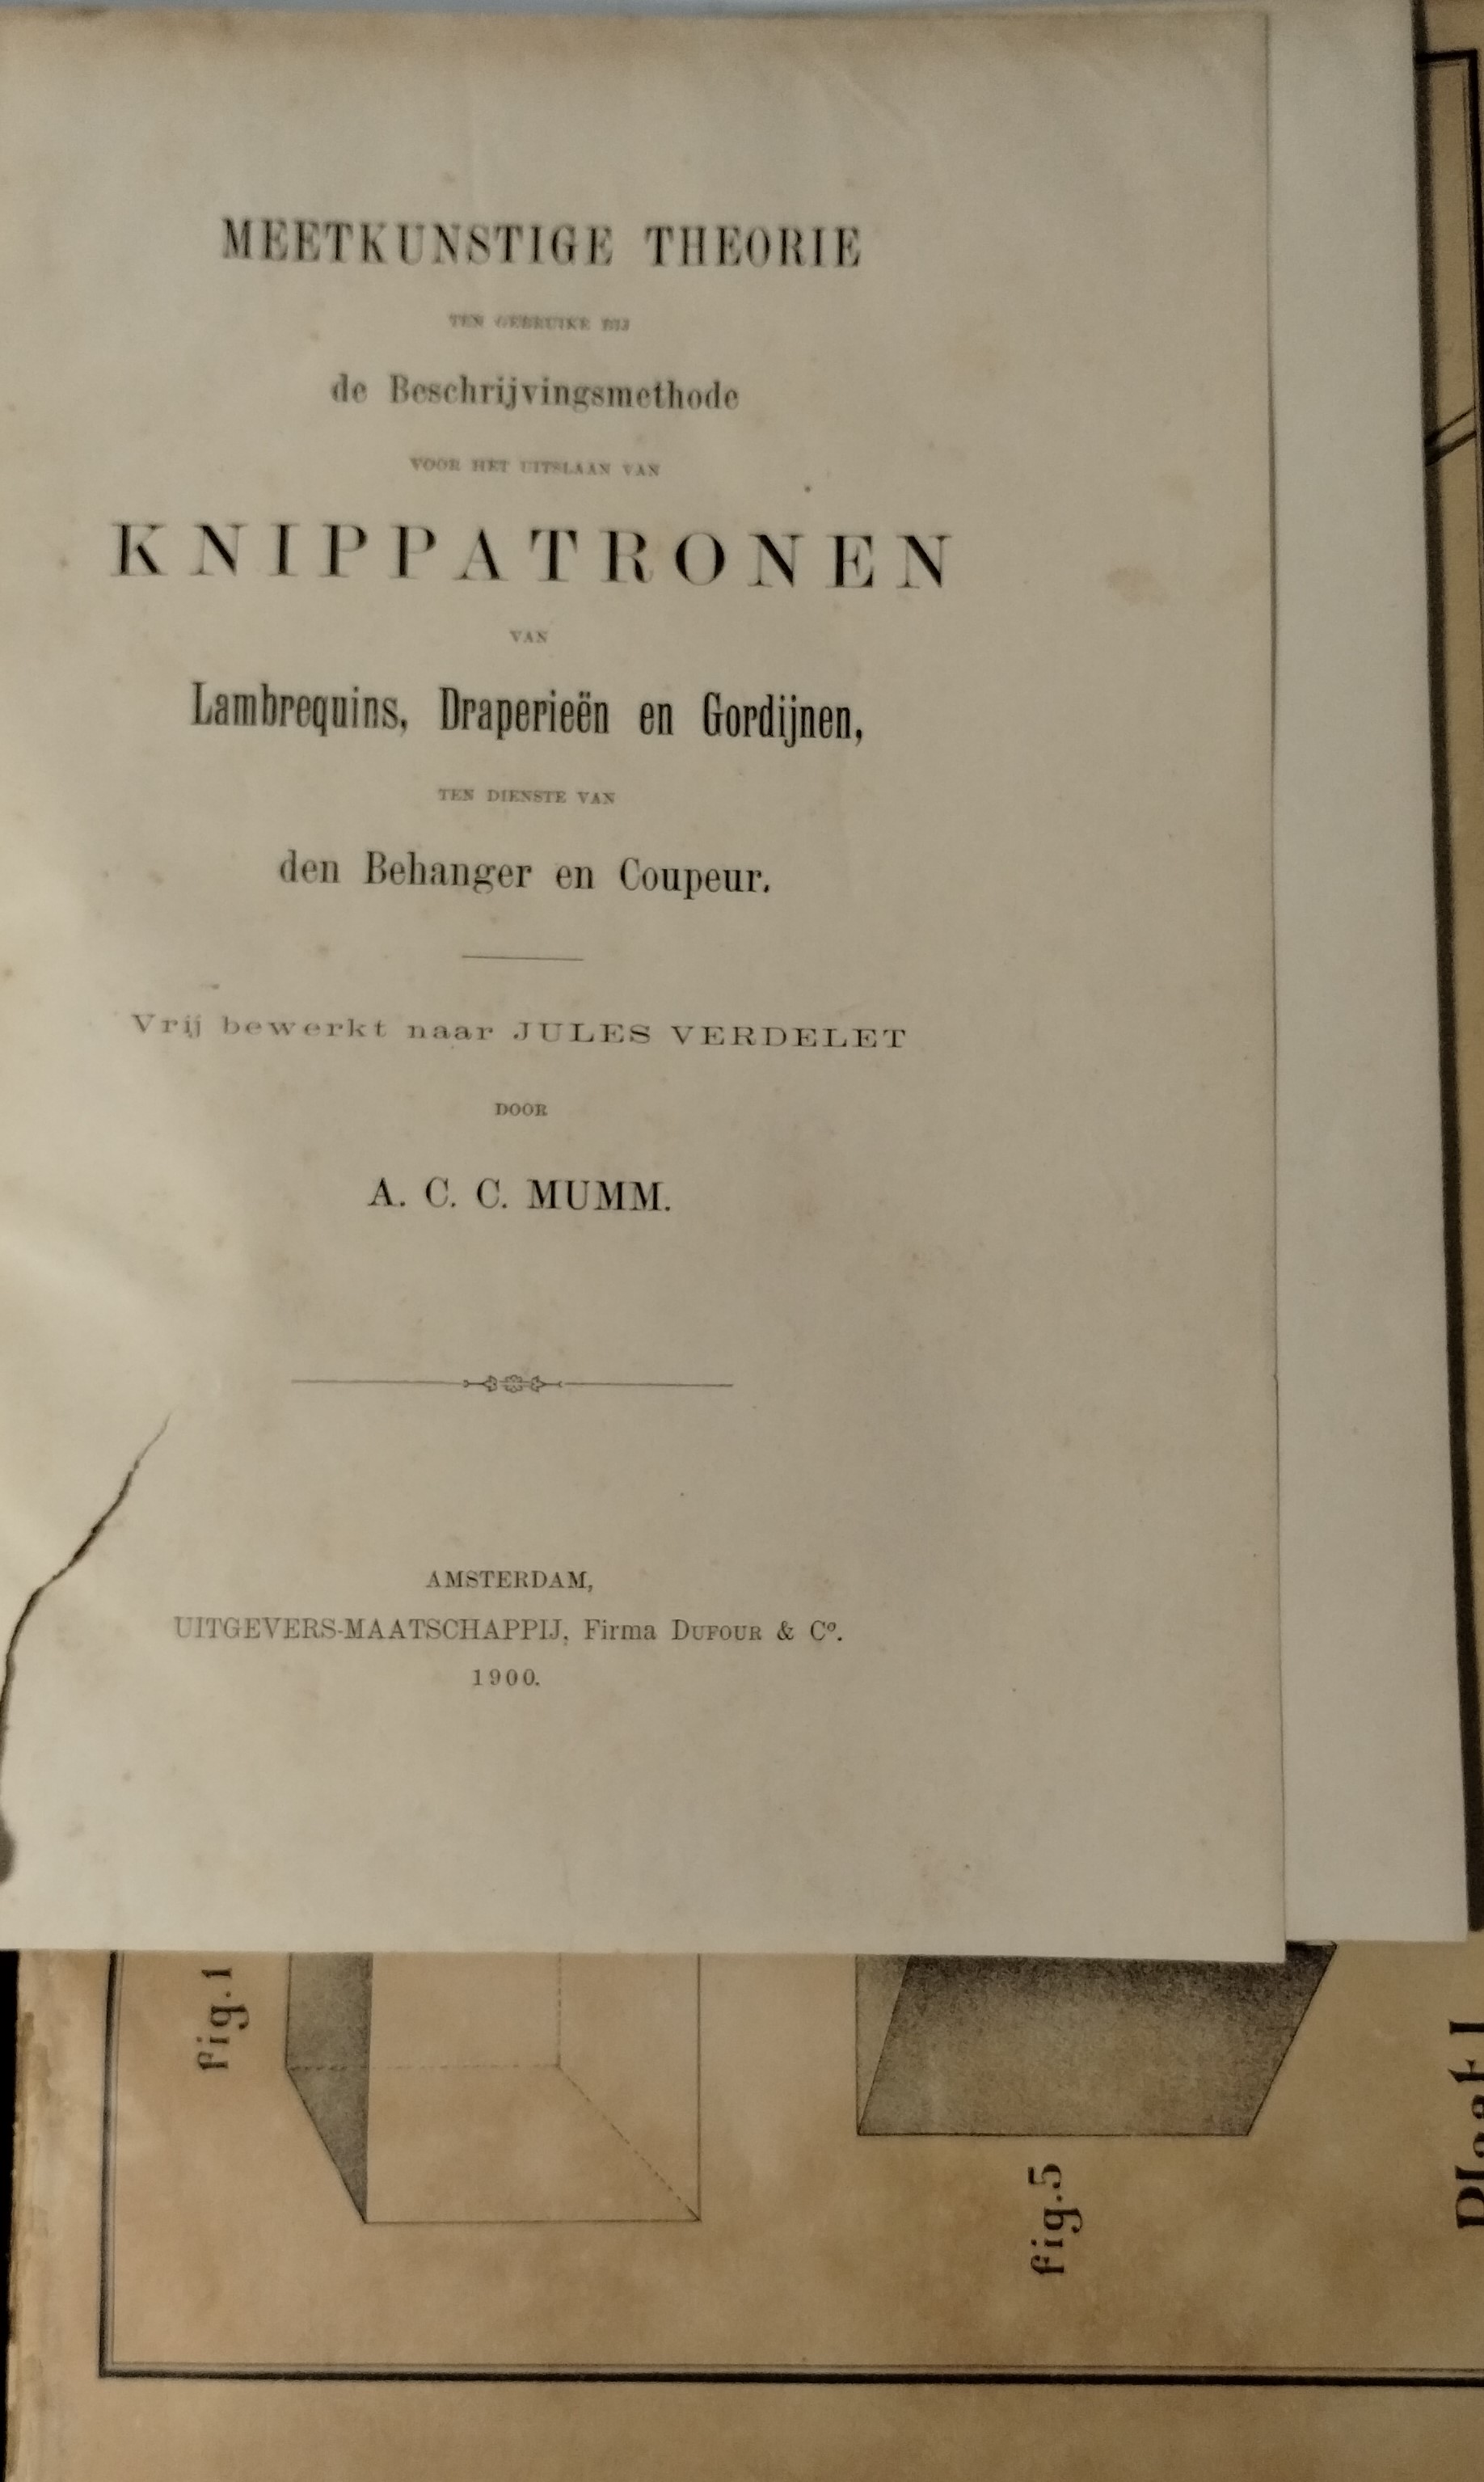 MEETKUNSTIGE THEORIE
TEN GEBRUIKE BIJ
de Beschrijvingsmethode
VOOR HET UITSLAAN VAN
KNIPPATRONEN
VAN
Lambrequins, Draperieën en Gordijnen,
TEN DIENSTE VAN
den Behanger en Coupeur.
Vrij bewerkt naar JULES VERDELET
DOOR
A. C. C. MUMM.
AMSTERDAM,
UITGEVERS-MAATSCHAPPIJ, Firma DUFOUR & Cº.
1900.
fig.1
fig.5
Plaat I